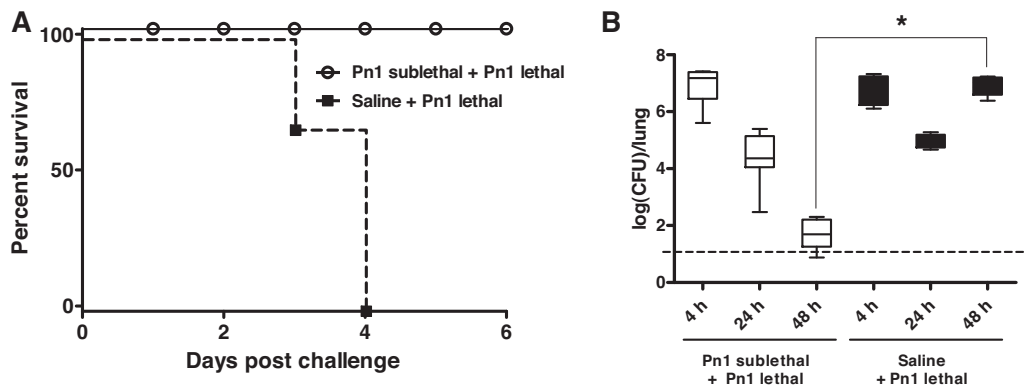 A
100
50
0
Percent survival
0
2
4
6
Days post challenge
Pn1 sublethal + Pn1 lethal
Saline + Pn1 lethal
B
*
8
6
4
2
0
log(CFU)/lung
4 h
24 h
48 h
4 h
24 h
48 h
Pn1 sublethal
+ Pn1 lethal
Saline
+ Pn1 lethal